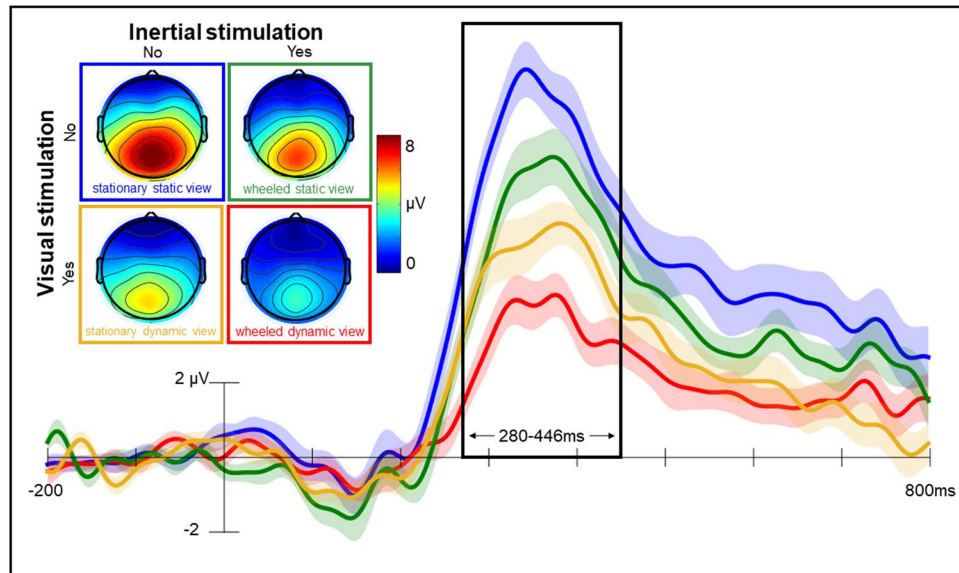 Inertial stimulation
No
Yes
Visual stimulation
No
Yes
stationary static view
wheeled static view
8
µV
0
stationary dynamic view
wheeled dynamic view
2 µV
280-446ms
-200
800ms
-2